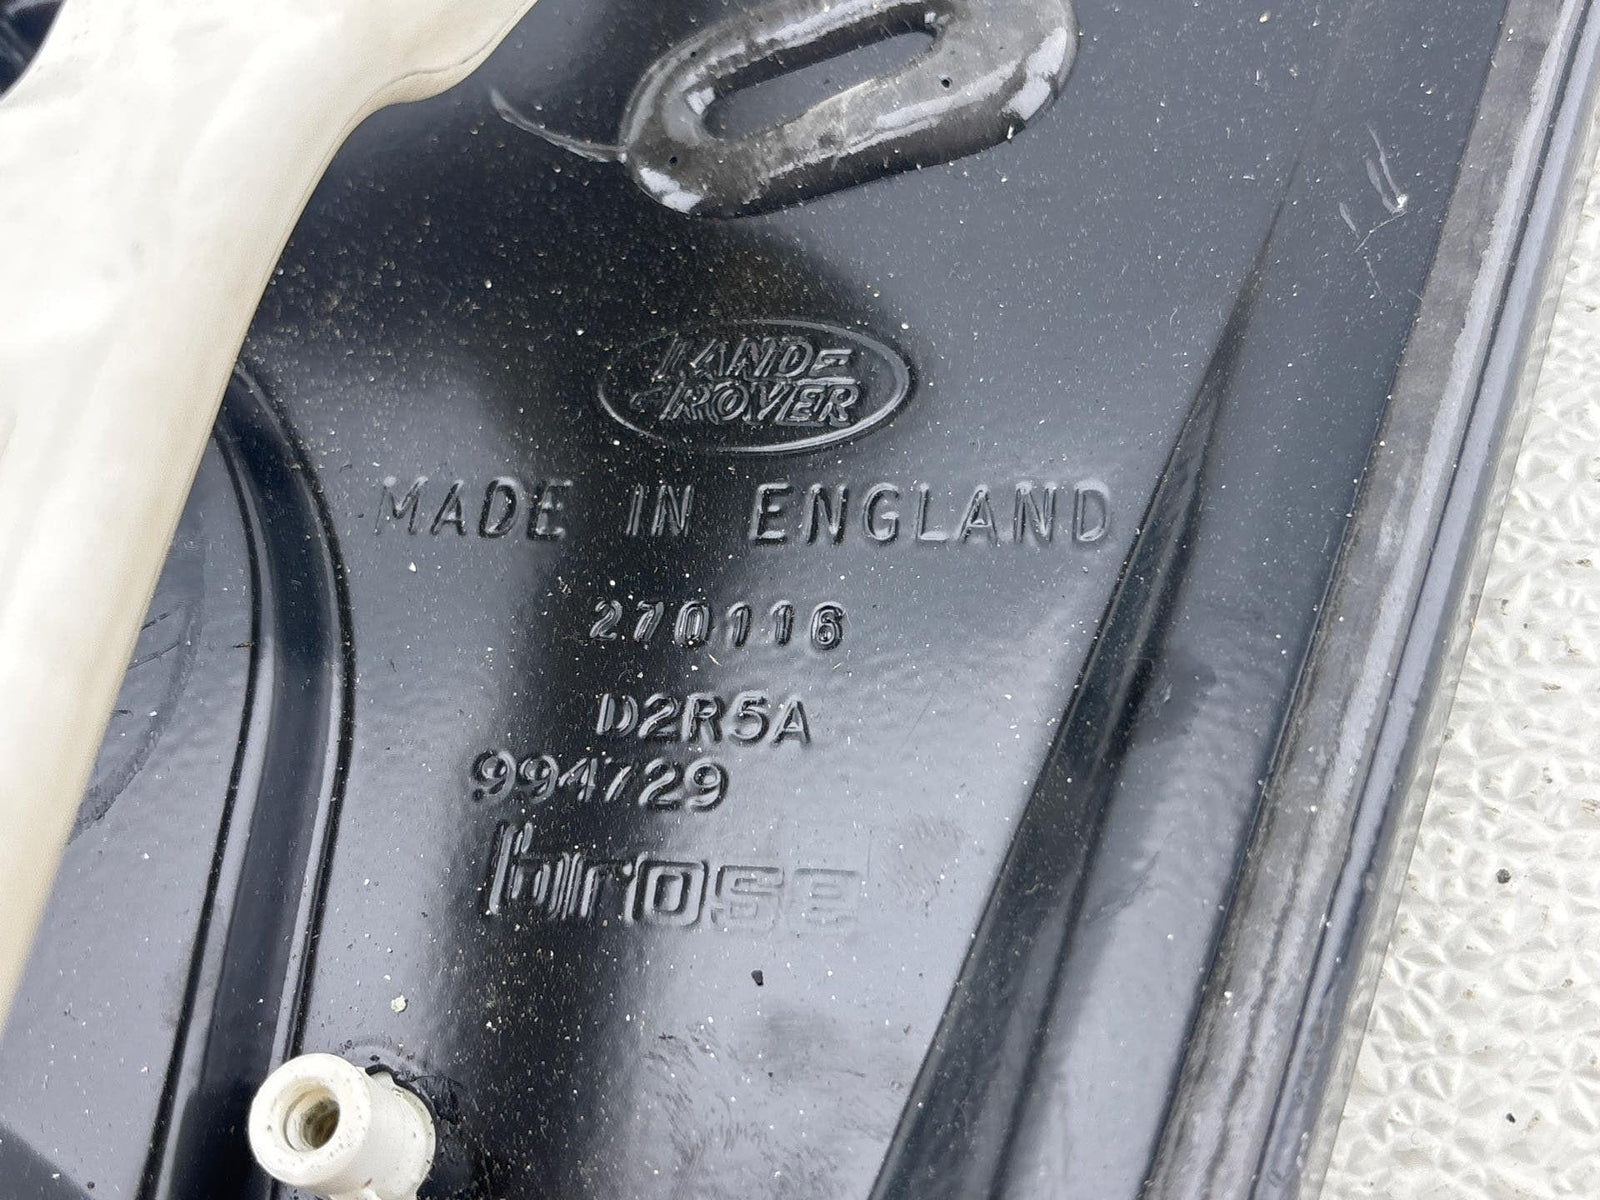 LAND-
ROVER
MADE IN ENGLAND
270116
D2R5A
994729
brose